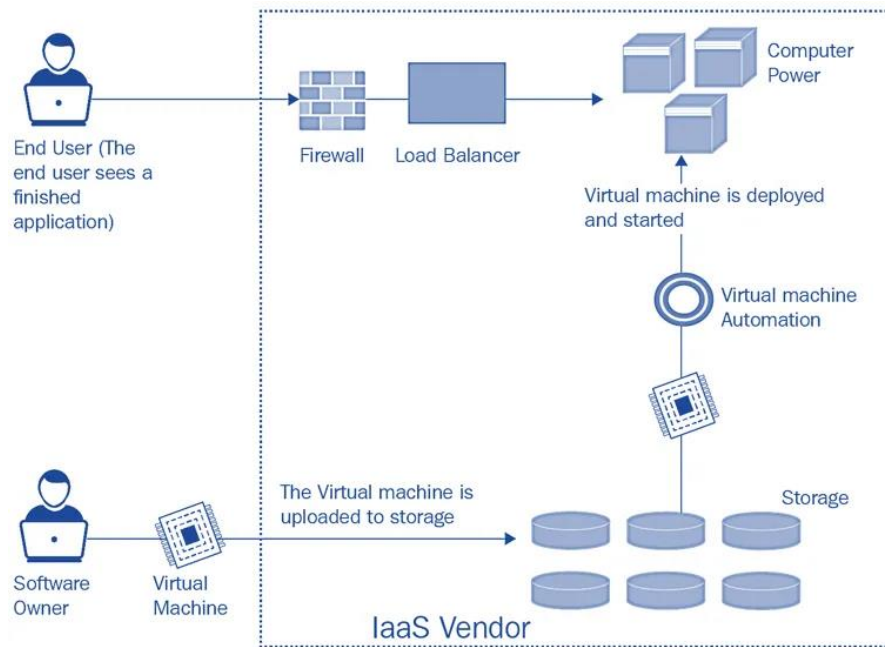 Computer
Power
End User (The
end user sees a
finished
application)
Firewall
Load Balancer
Virtual machine is deployed
and started
Virtual machine
Automation
The Virtual machine is
uploaded to storage
Storage
Software
Owner
Virtual
Machine
IaaS Vendor